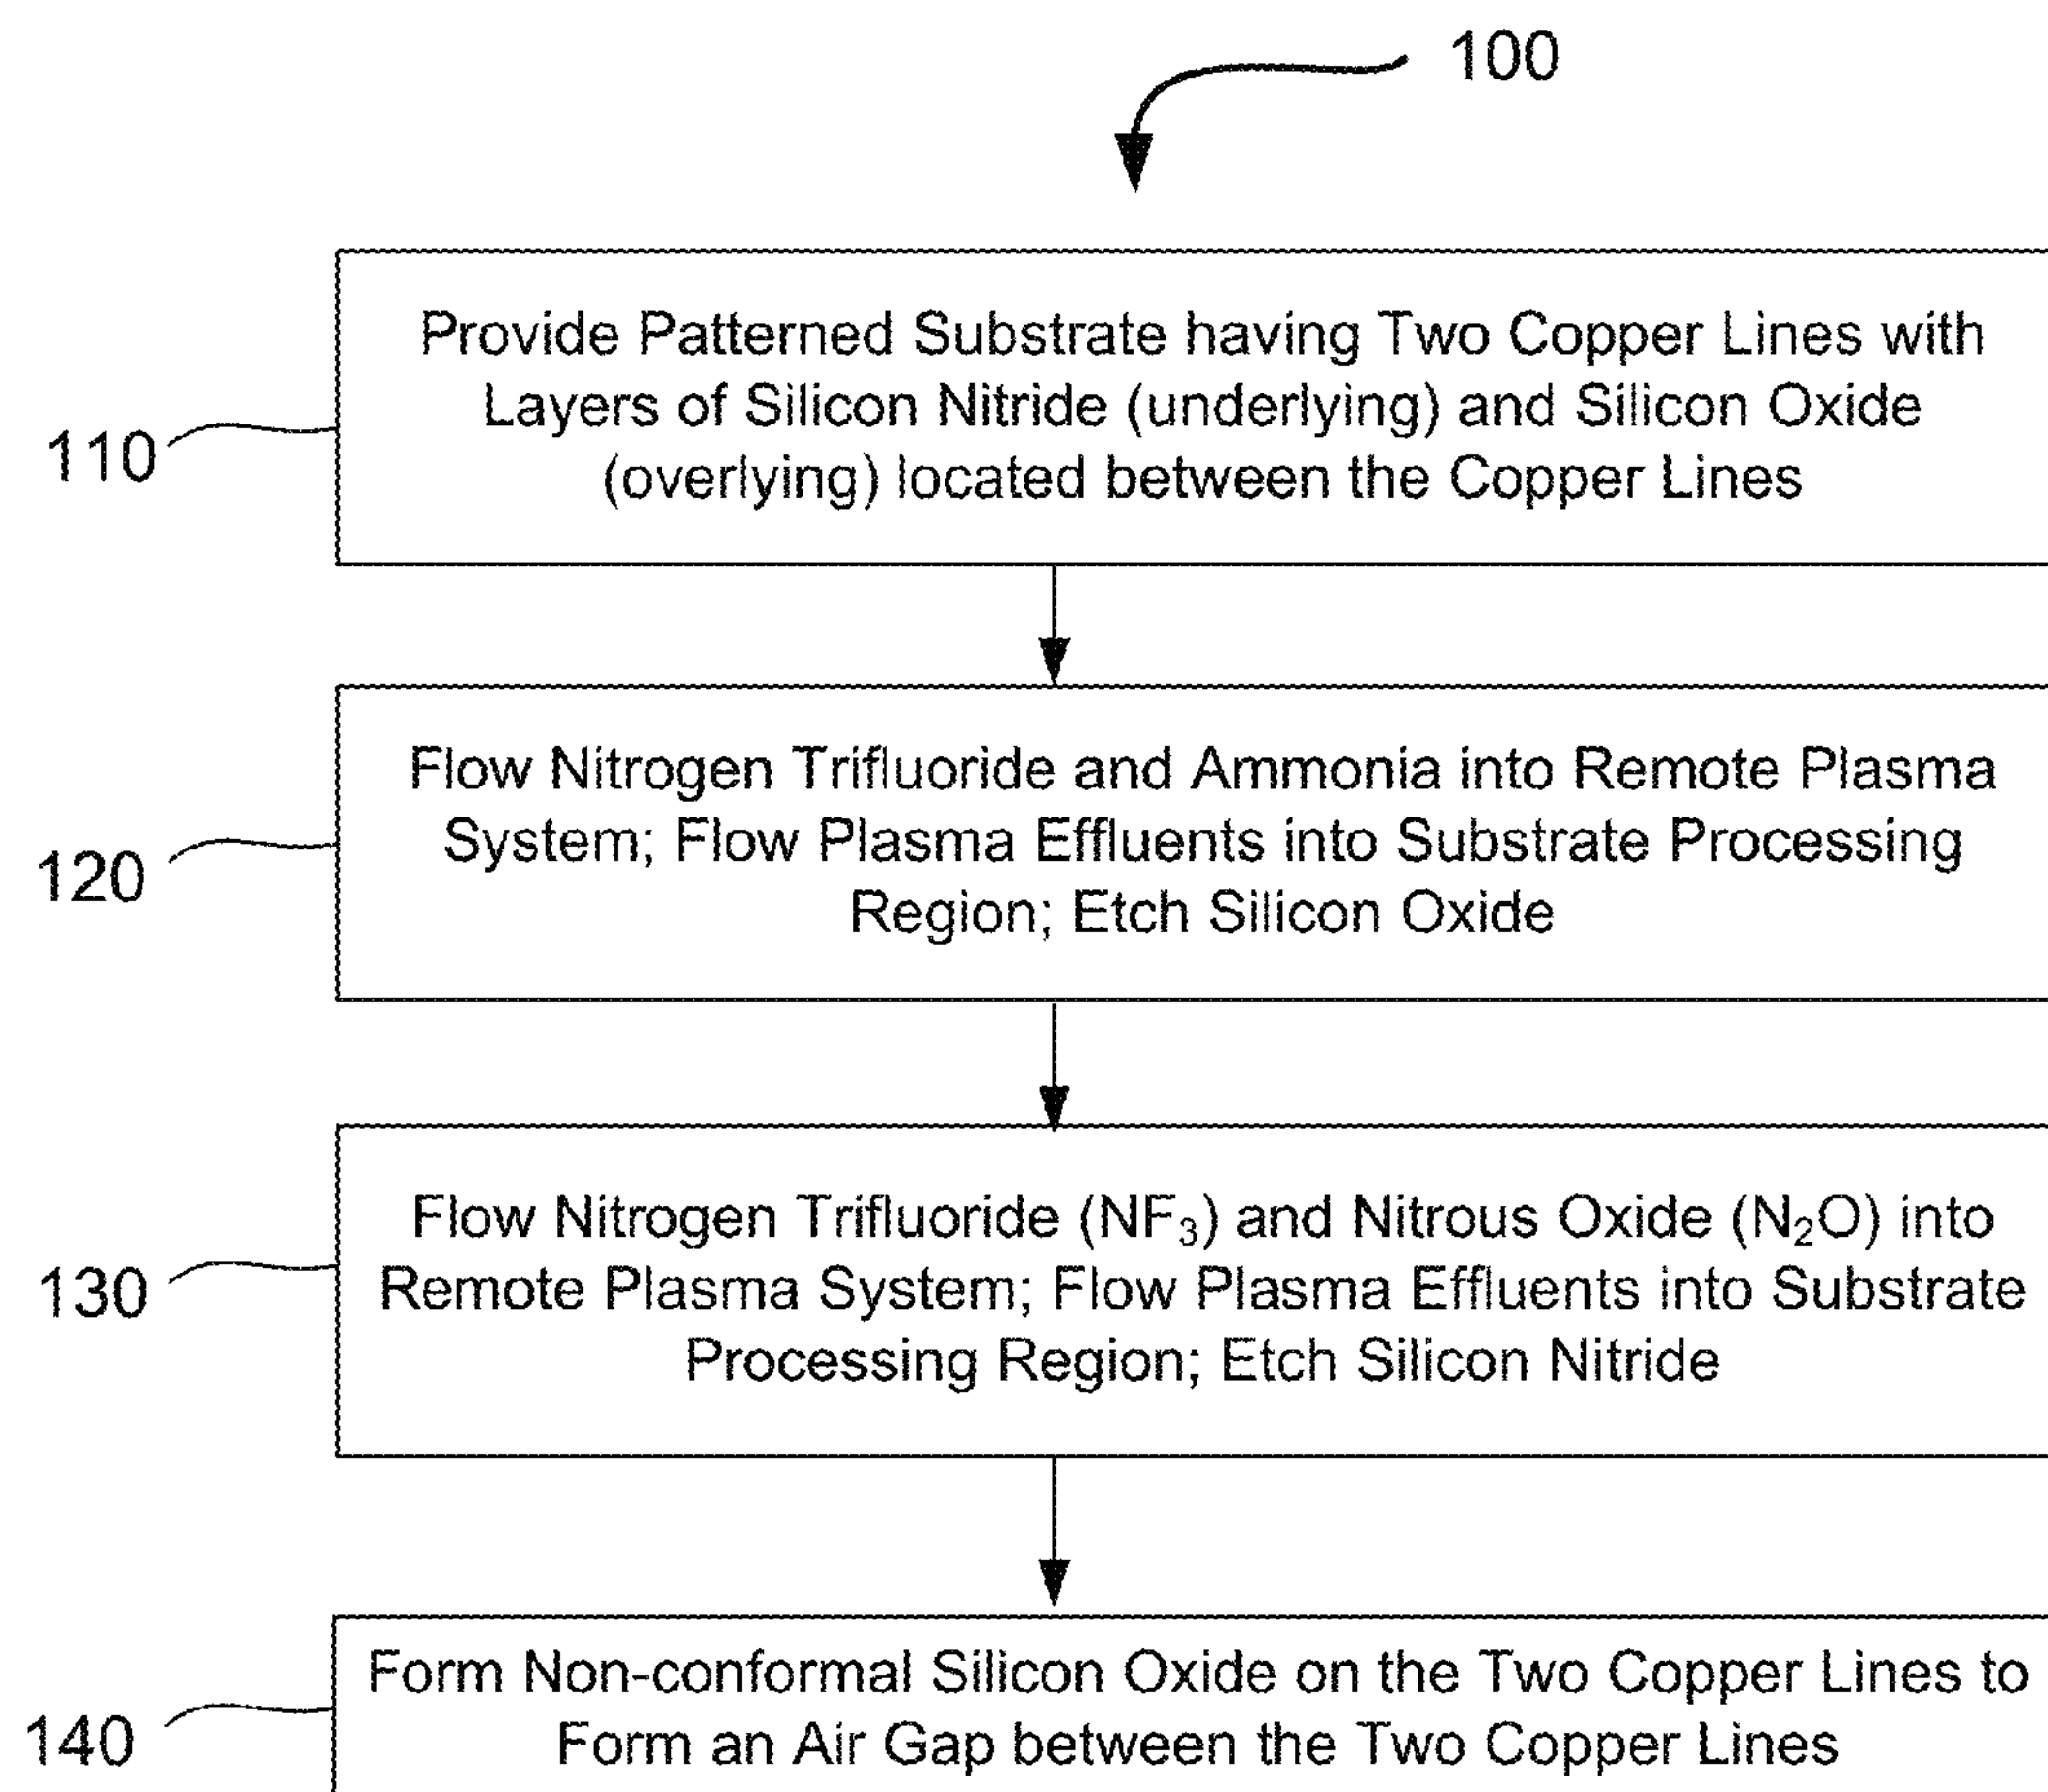 100
Provide Patterned Substrate having Two Copper Lines with
Layers of Silicon Nitride (underlying) and Silicon Oxide
(overlying) located between the Copper Lines
110
Flow Nitrogen Trifluoride and Ammonia into Remote Plasma
System; Flow Plasma Effluents into Substrate Processing
Region; Etch Silicon Oxide
120
Flow Nitrogen Trifluoride (NF₃) and Nitrous Oxide (N₂O) into
Remote Plasma System; Flow Plasma Effluents into Substrate
Processing Region; Etch Silicon Nitride
130
Form Non-conformal Silicon Oxide on the Two Copper Lines to
Form an Air Gap between the Two Copper Lines
140